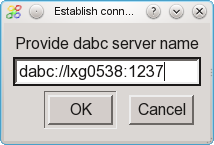 Establish conn...
Provide dabc server name
dabc://lxg0538:1237
OK
Cancel